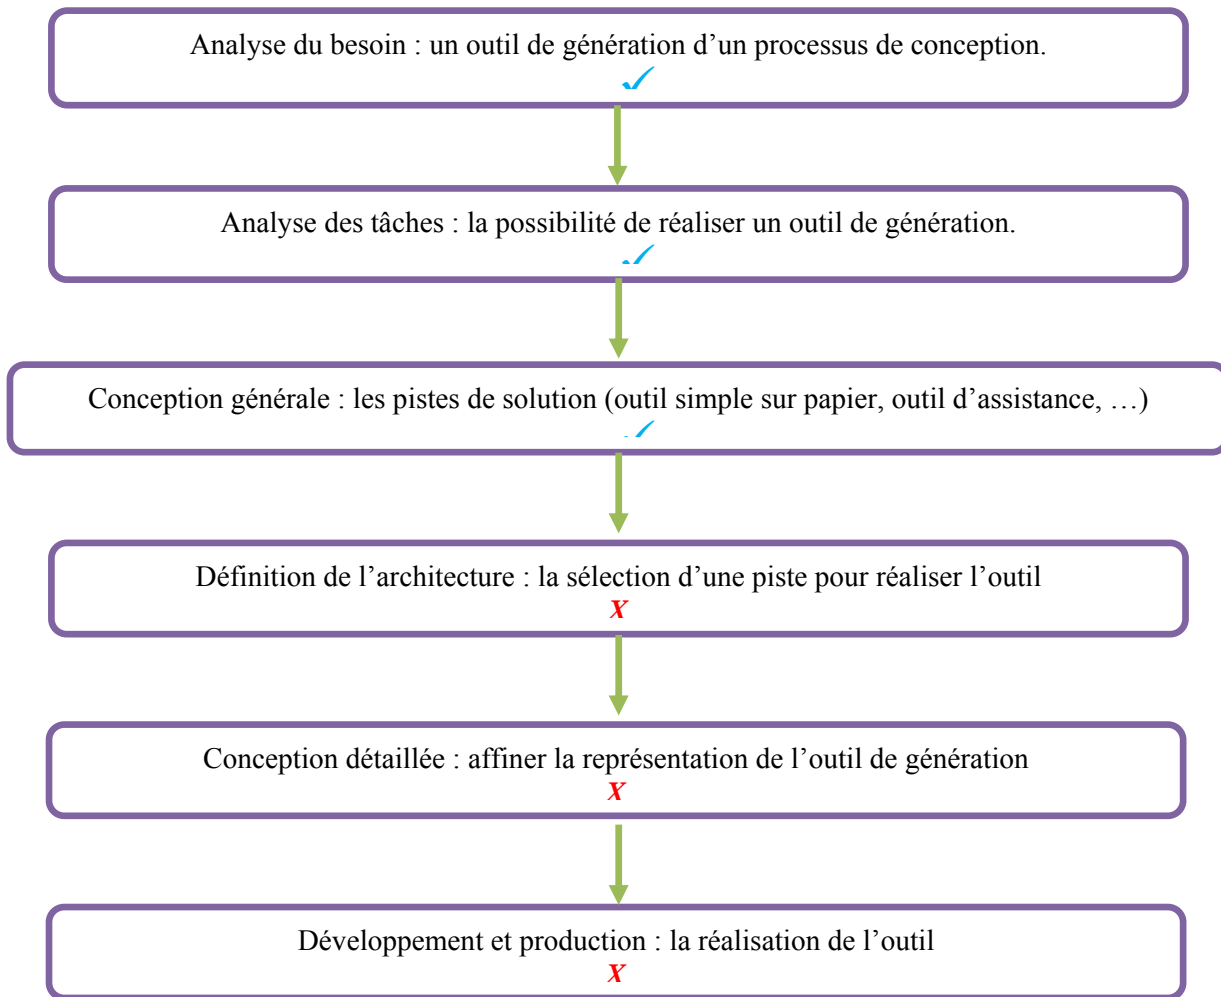 Analyse du besoin : un outil de génération d’un processus de conception.
Analyse des tâches : la possibilité de réaliser un outil de génération.
Conception générale : les pistes de solution (outil simple sur papier, outil d’assistance, …)
Définition de l’architecture : la sélection d’une piste pour réaliser l’outil
X
Conception détaillée : affiner la représentation de l’outil de génération
X
Développement et production : la réalisation de l’outil
X